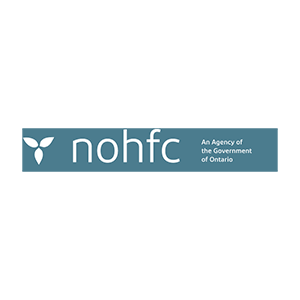 nohfc
An Agency of
the Government
of Ontario